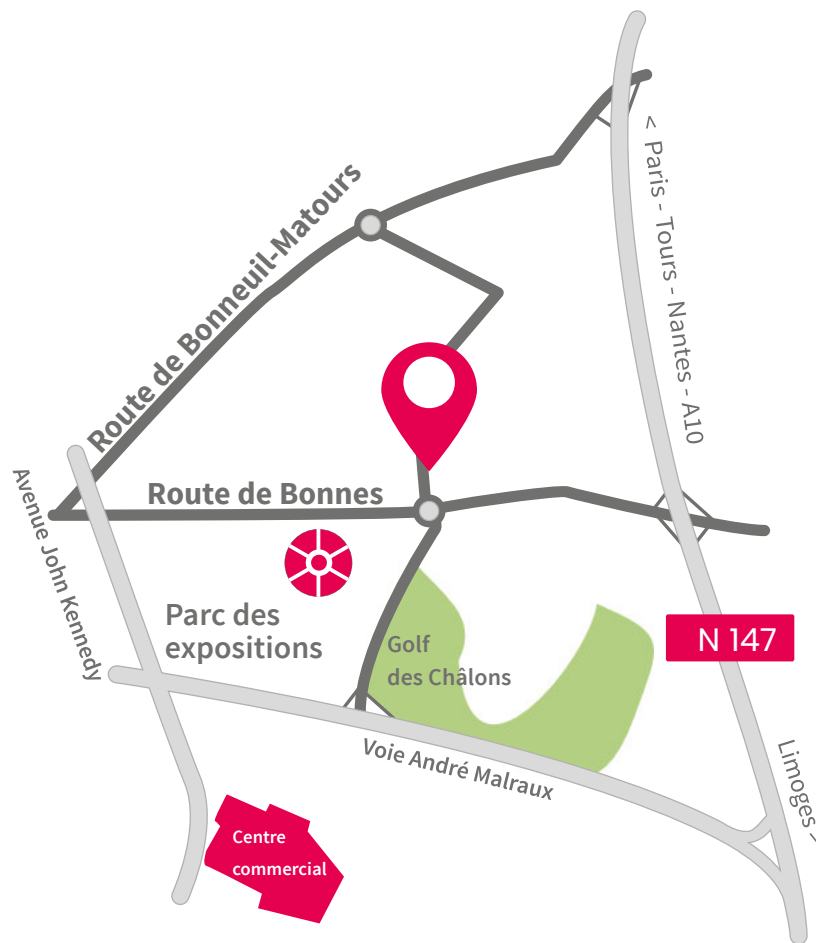 < Paris - Tours - Nantes - A10
Route de Bonneuil-Matours
Avenue John Kennedy
Route de Bonnes
Parc des
expositions
Golf
des Châlons
N 147
Voie André Malraux
Limoges >
Centre
commercial